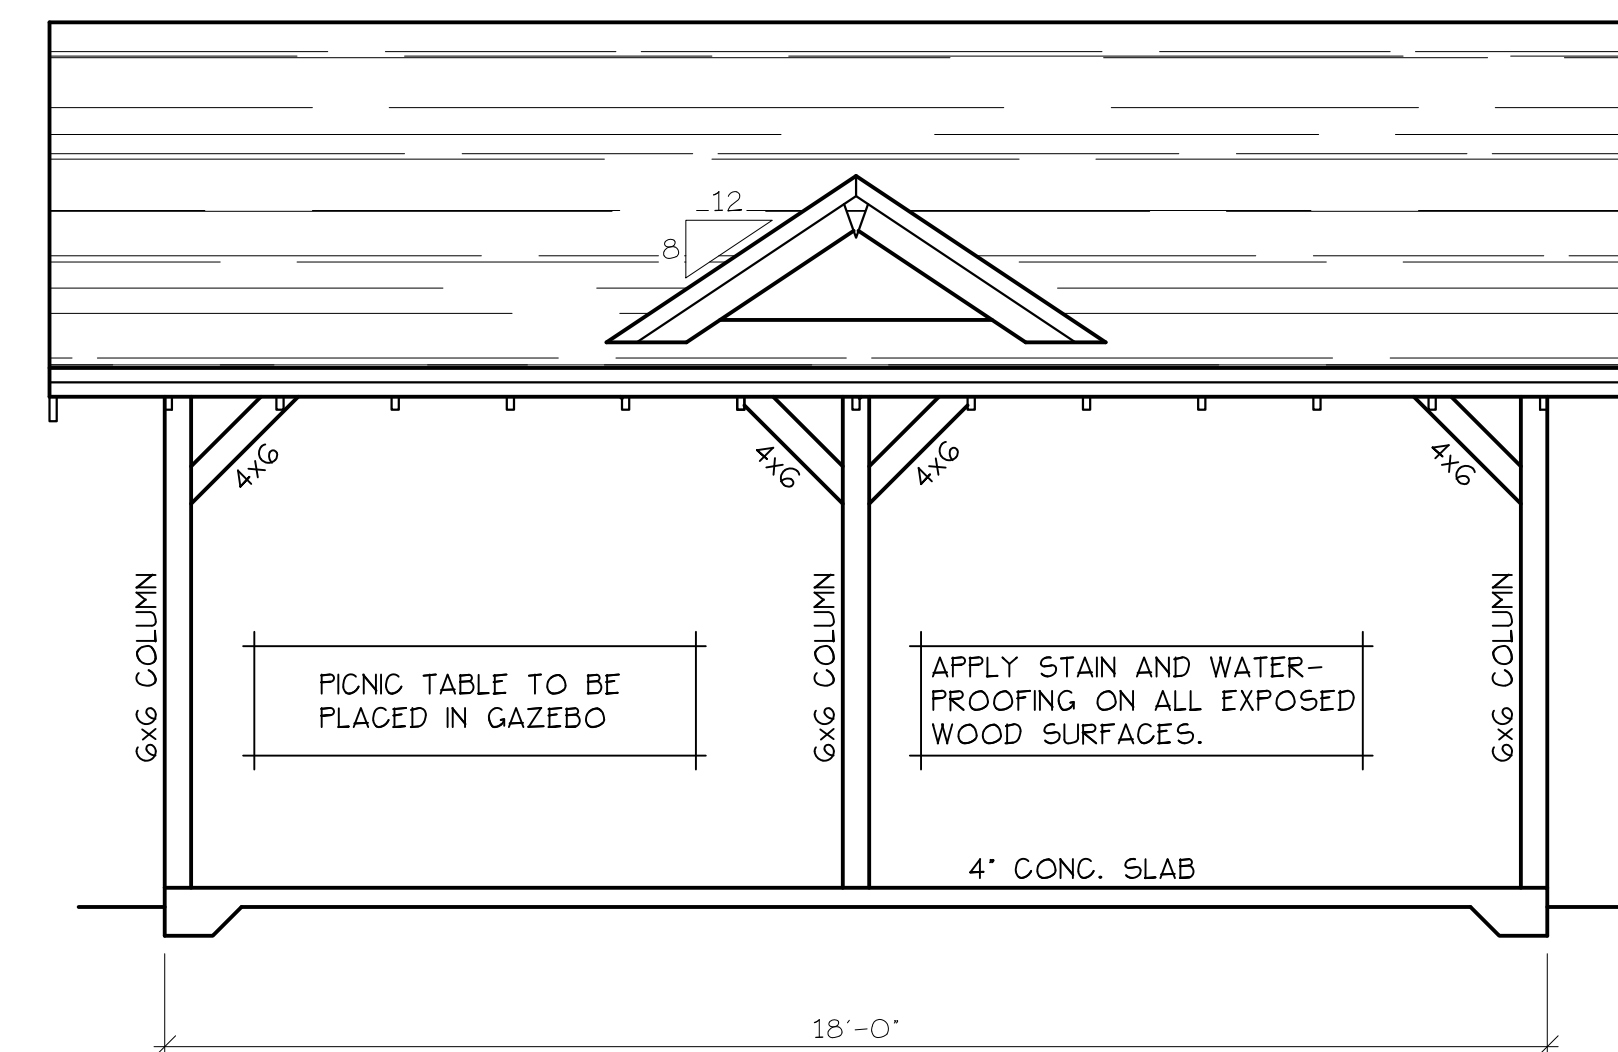 12
8
4x6
4x6
4x6
4x6
6x6 COLUMN
6x6 COLUMN
6x6 COLUMN
PICNIC TABLE TO BE
PLACED IN GAZEBO
APPLY STAIN AND WATER-
PROOFING ON ALL EXPOSED
WOOD SURFACES.
4" CONC. SLAB
18'-0"